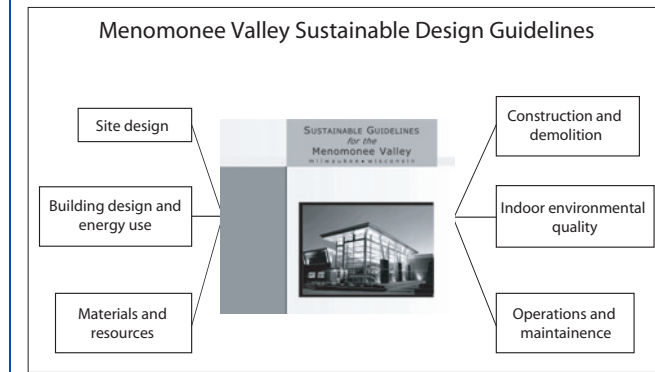 Menomonee Valley Sustainable Design Guidelines
Site design
Building design and
energy use
Materials and
resources
SUSTAINABLE GUIDELINES
for the
MENOMONEE VALLEY
milwaukee•wisconsin
Construction and
demolition
Indoor environmental
quality
Operations and
maintainence